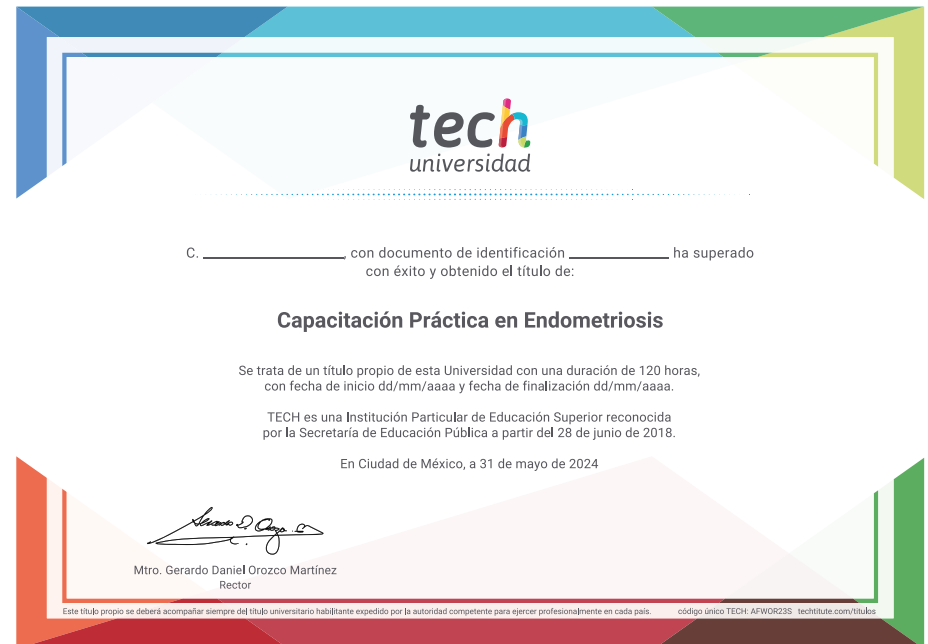 tech
universidad
C. ____________, con documento de identificación ____________ ha superado
con éxito y obtenido el título de:
Capacitación Práctica en Endometriosis
Se trata de un título propio de esta Universidad con una duración de 120 horas,
con fecha de inicio dd/mm/aaaa y fecha de finalización dd/mm/aaaa.
TECH es una Institución Particular de Educación Superior reconocida
por la Secretaría de Educación Pública a partir del 28 de junio de 2018.
En Ciudad de México, a 31 de mayo de 2024
Mtro. Gerardo Daniel Orozco Martínez
Rector
Este título propio se deberá acompañar siempre del título universitario habilitante expedido por la autoridad competente para ejercer profesionalmente en cada país. código único TECH: AFWOR23S techtitute.com/titulos